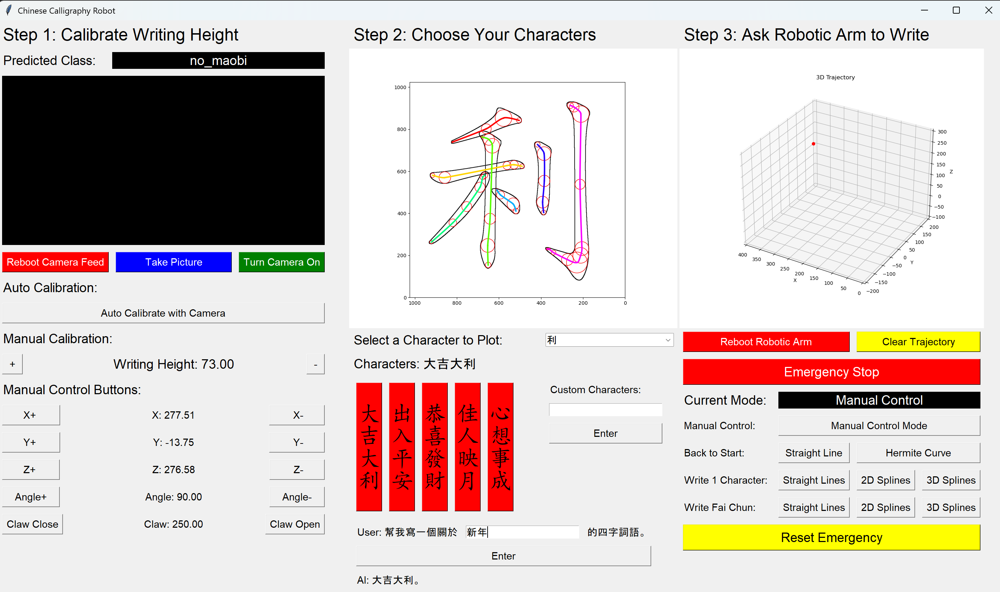 Chinese Calligraphy Robot
Step 1: Calibrate Writing Height
Predicted Class: no_maobi
Reboot Camera Feed Take Picture Turn Camera On
Auto Calibration:
Auto Calibrate with Camera
Manual Calibration:
+ Writing Height: 73.00 -
Manual Control Buttons:
X+ X: 277.51 X-
Y+ Y: -13.75 Y-
Z+ Z: 276.58 Z-
Angle+ Angle: 90.00 Angle-
Claw Close Claw: 250.00 Claw Open
Step 2: Choose Your Characters
1000
800
600
400
200
0
1000 800 600 400 200 0
利
Select a Character to Plot: 利
Characters: 大吉大利
大吉大利
出入平安
恭喜發財
佳人映月
心想事成
Custom Characters:
Enter
User: 幫我寫一個關於 新年 的四字詞語。
Enter
AI: 大吉大利。
Step 3: Ask Robotic Arm to Write
3D Trajectory
300
250
200
150
100
50
0
−50
−100
Z
200
150
100
50
0
−50
−100
−150
−200
Y
400 350 300 250 200 150 100 50 0
X
Reboot Robotic Arm Clear Trajectory
Emergency Stop
Current Mode: Manual Control
Manual Control: Manual Control Mode
Back to Start: Straight Line Hermite Curve
Write 1 Character: Straight Lines 2D Splines 3D Splines
Write Fai Chun: Straight Lines 2D Splines 3D Splines
Reset Emergency